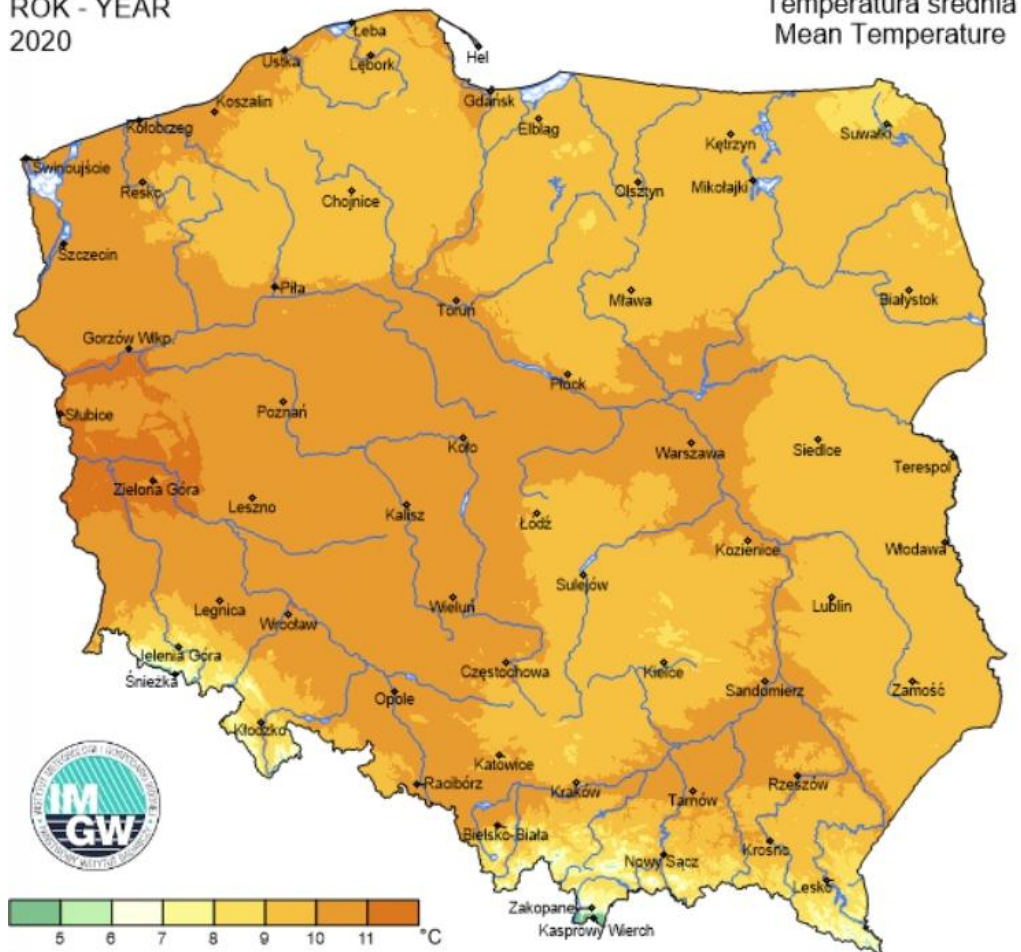 ROK - YEAR
2020
Temperatura średnia
Mean Temperature
Łeba
Ustka
Lębork
Hel
Gdańsk
Koszalin
Kołobrzeg
Elbląg
Kętrzyn
Suwałki
Świnoujście
Resko
Chojnice
Olsztyn
Mikołajki
Szczecin
Piła
Toruń
Mława
Białystok
Gorzów Wlkp.
Płock
Słubice
Poznań
Koło
Warszawa
Siedlce
Terespol
Zielona Góra
Leszno
Kalisz
Łódź
Kozienice
Włodawa
Sulejów
Legnica
Wrocław
Wieluń
Lublin
Jelenia Góra
Śnieżka
Częstochowa
Kielce
Opole
Sandomierz
Zamość
Kłodzko
Katowice
Racibórz
Kraków
Tarnów
Rzeszów
Bielsko-Biała
Nowy Sącz
Krosno
Lesko
Zakopane
Kasprowy Wierch
IM
GW
5 6 7 8 9 10 11 °C